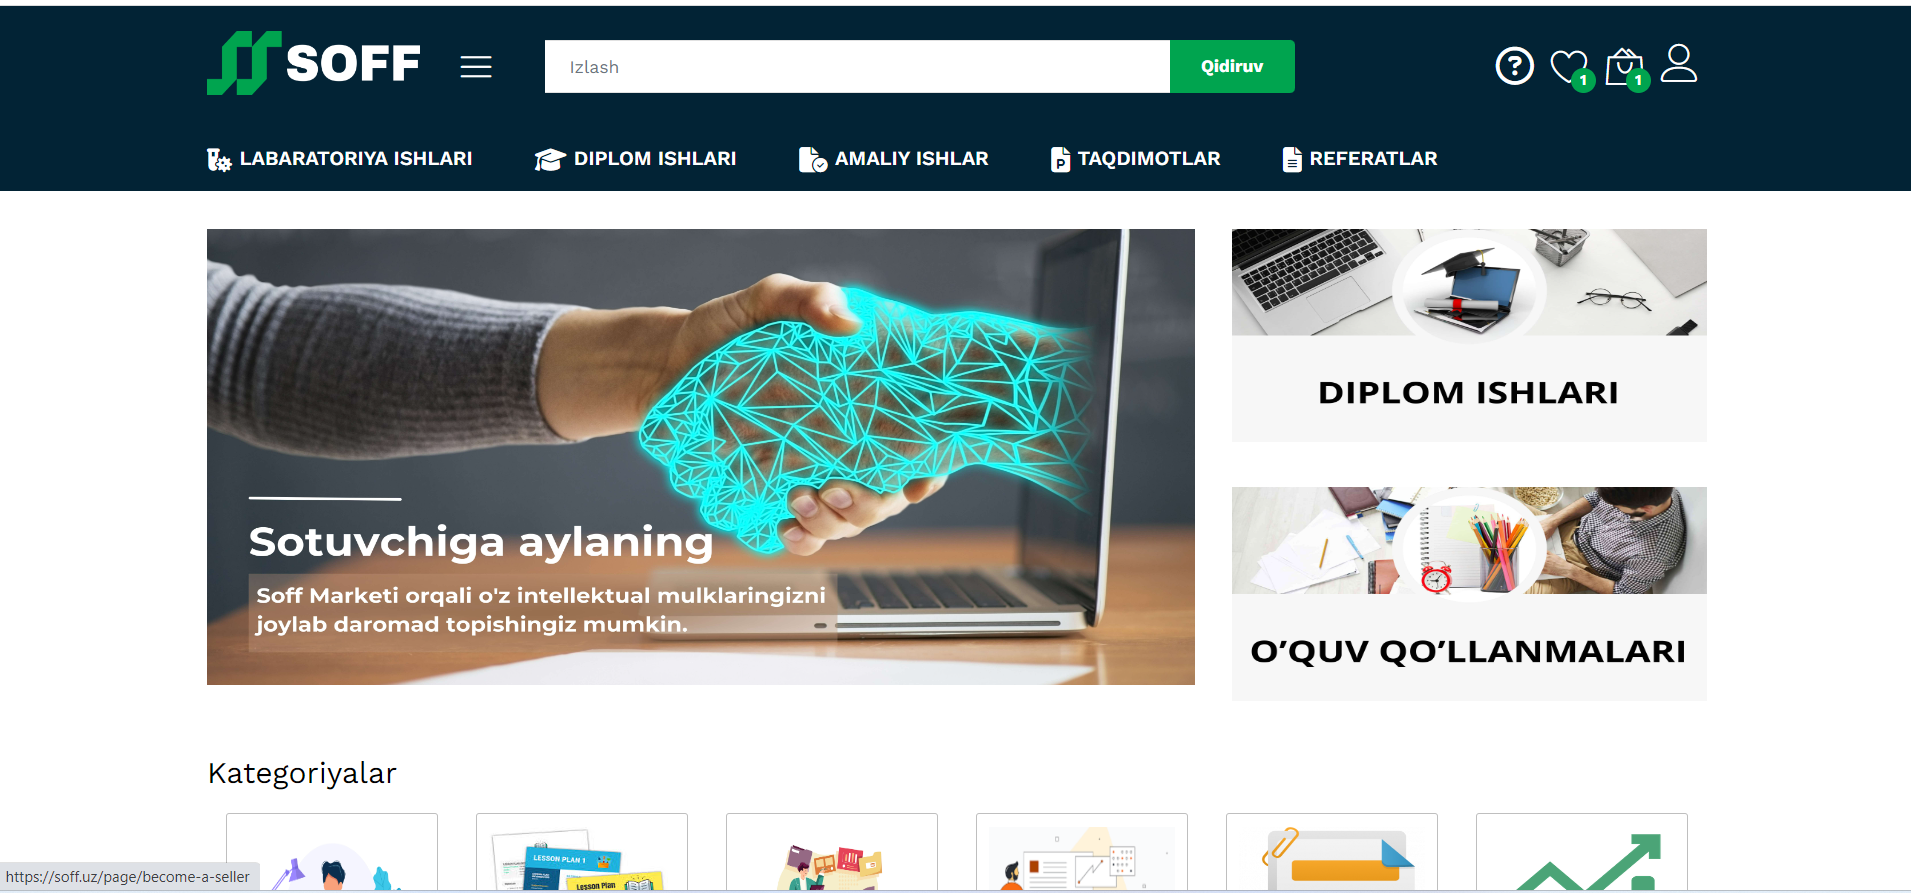 SOFF
Izlash
Qidiruv
?
1
1
LABARATORIYA ISHLARI
DIPLOM ISHLARI
AMALIY ISHLAR
P TAQDIMOTLAR
REFERATLAR
Sotuvchiga aylaning
Soff Marketi orqali o'z intellektual mulklaringizni
joylab daromad topishingiz mumkin.
DIPLOM ISHLARI
O’QUV QO’LLANMALARI
Kategoriyalar
LESSON PLAN 1
Lesson Plan
https://soff.uz/page/become-a-seller